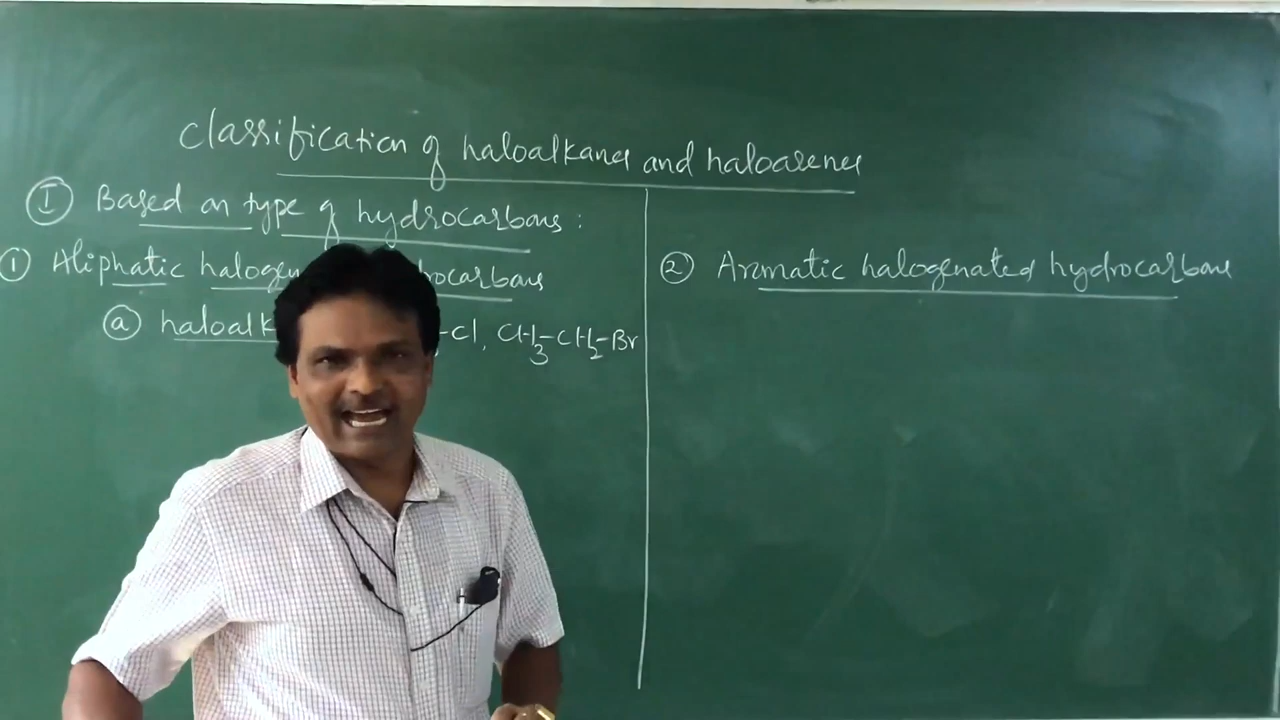 Classification of haloalkanes and haloarenes
I Based on type of hydrocarbons :
1 Aliphatic halogen rocarbons
a haloalk -Cl, CH3-CH2-Br
2 Aromatic halogenated hydrocarbons